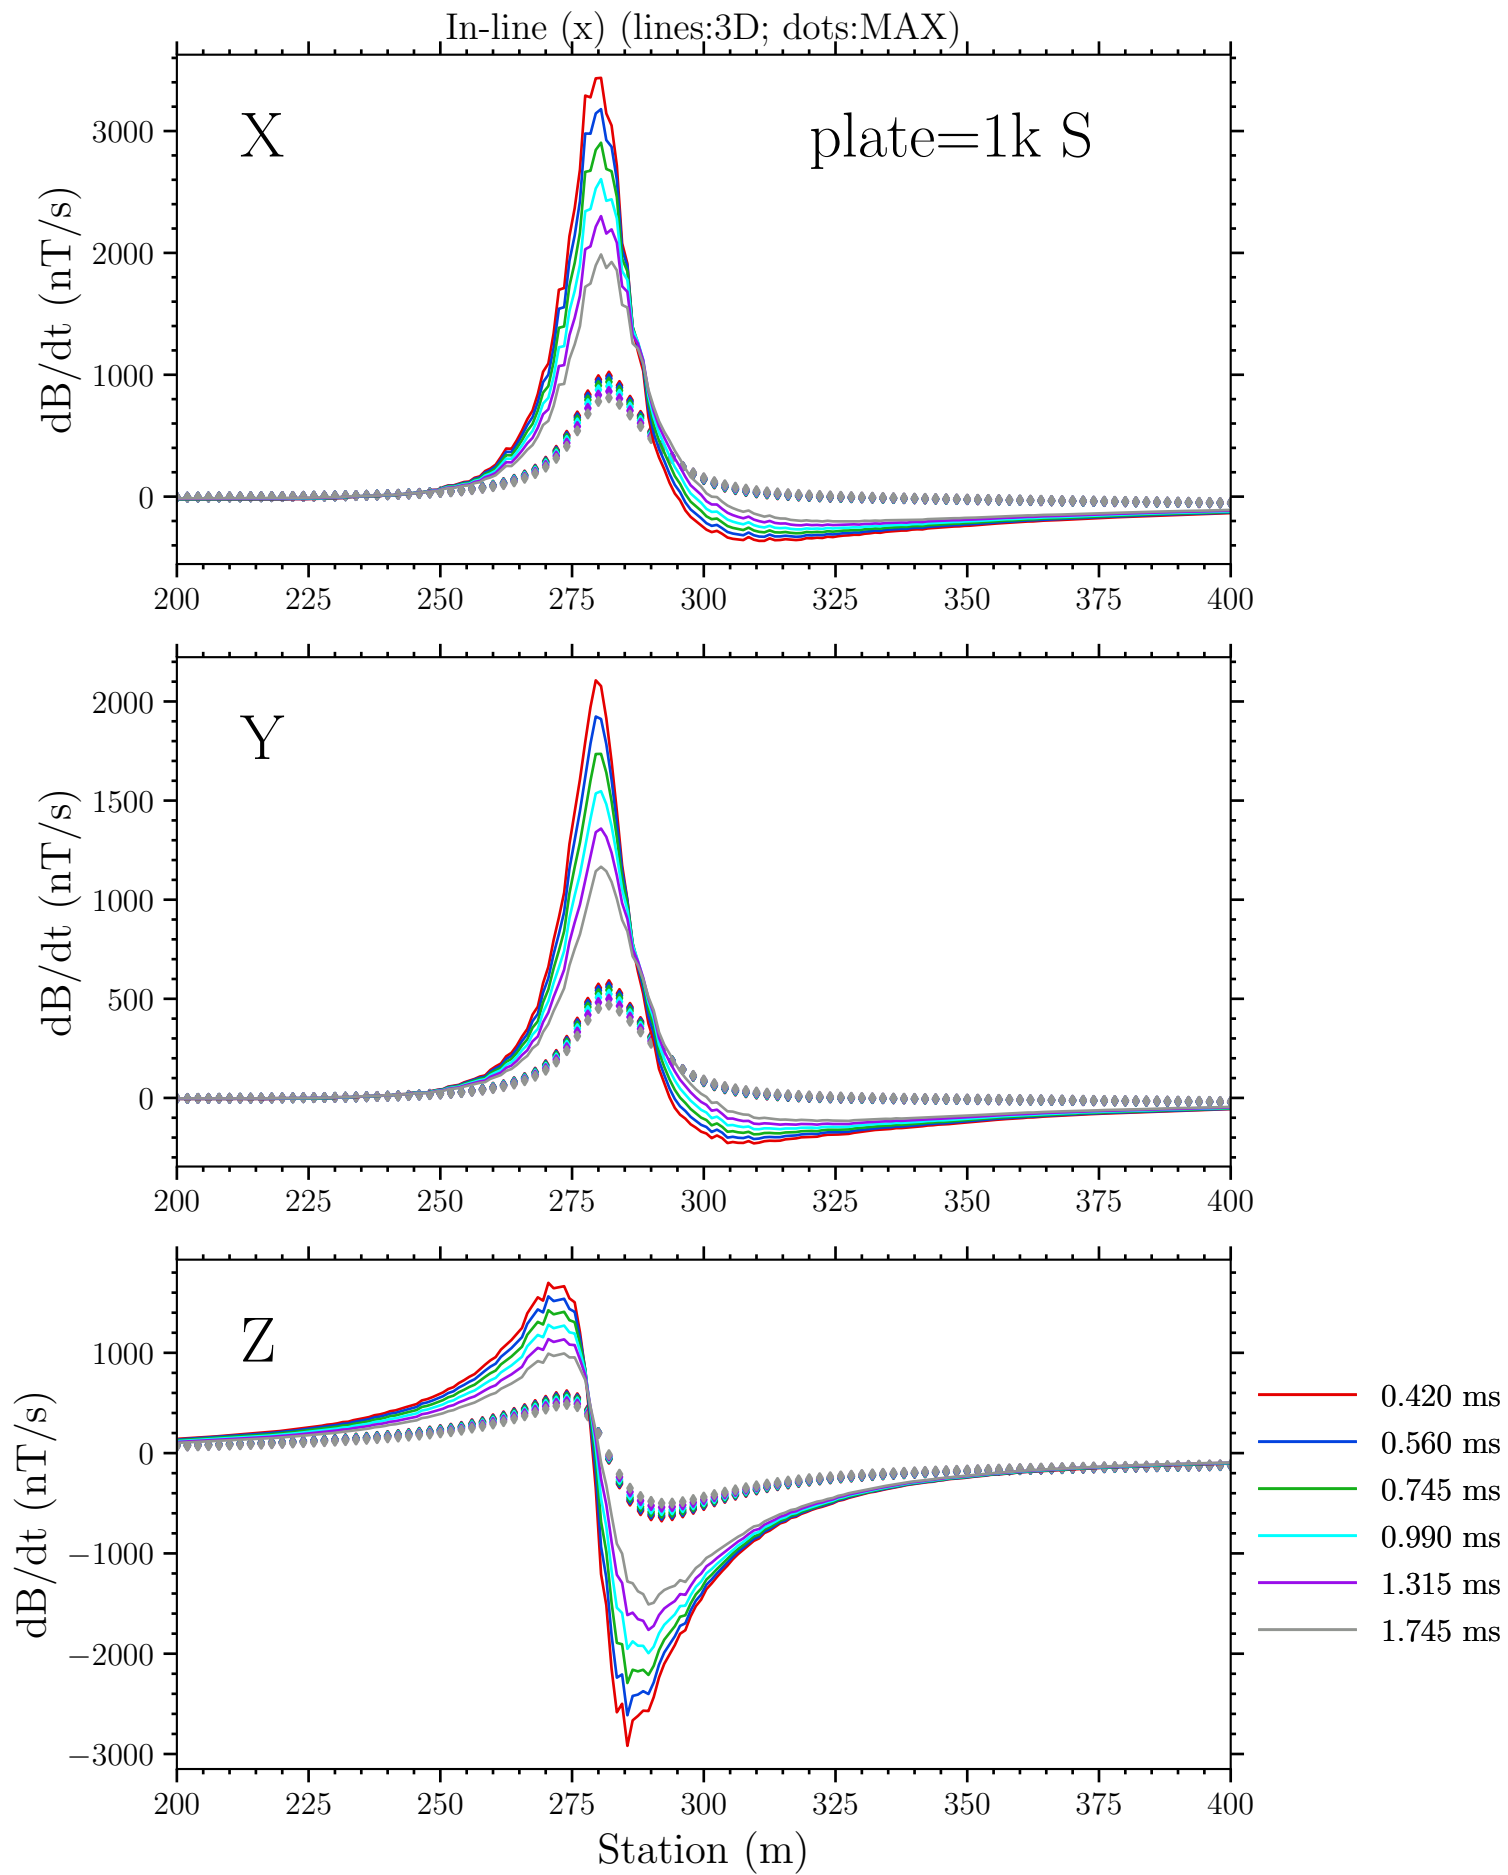 In-line (x) (lines:3D; dots:MAX)
X
plate=1k S
dB/dt (nT/s)
3000
2000
1000
0
200 225 250 275 300 325 350 375 400
Y
dB/dt (nT/s)
2000
1500
1000
500
0
200 225 250 275 300 325 350 375 400
Z
dB/dt (nT/s)
1000
0
−1000
−2000
−3000
200 225 250 275 300 325 350 375 400
Station (m)
0.420 ms
0.560 ms
0.745 ms
0.990 ms
1.315 ms
1.745 ms